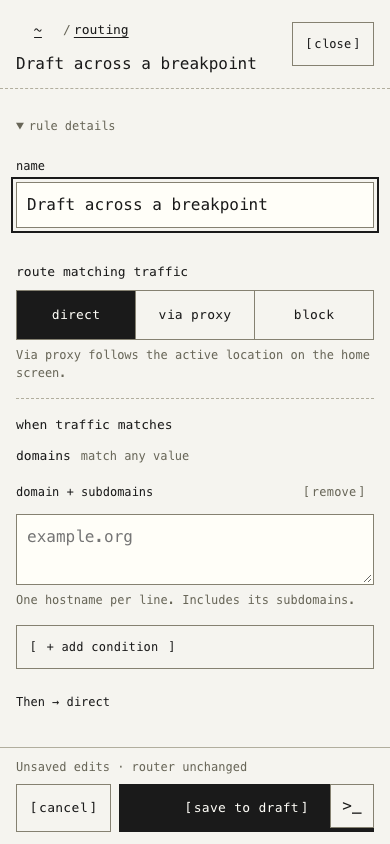 ~ / routing
Draft across a breakpoint
[close]
▼ rule details
name
Draft across a breakpoint
route matching traffic
direct
via proxy
block
Via proxy follows the active location on the home
screen.
when traffic matches
domains match any value
domain + subdomains
[remove]
example.org
One hostname per line. Includes its subdomains.
[ + add condition ]
Then → direct
Unsaved edits · router unchanged
[cancel]
[save to draft]
>_